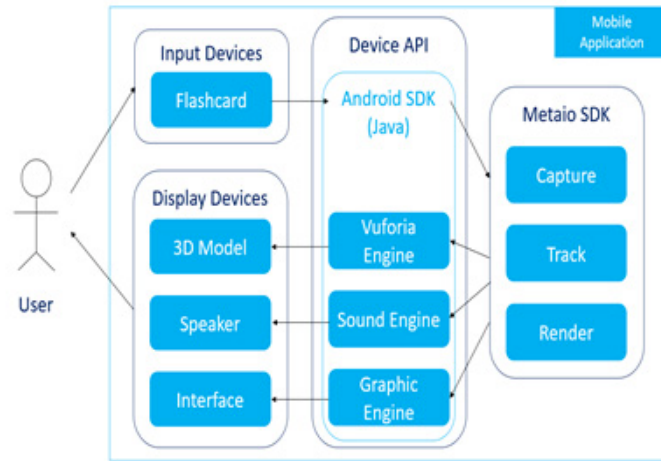 Mobile
Application
Input Devices
Flashcard
Device API
Android SDK
(Java)
Metaio SDK
Capture
Track
Render
Display Devices
3D Model
Speaker
Interface
Vuforia
Engine
Sound Engine
Graphic
Engine
User